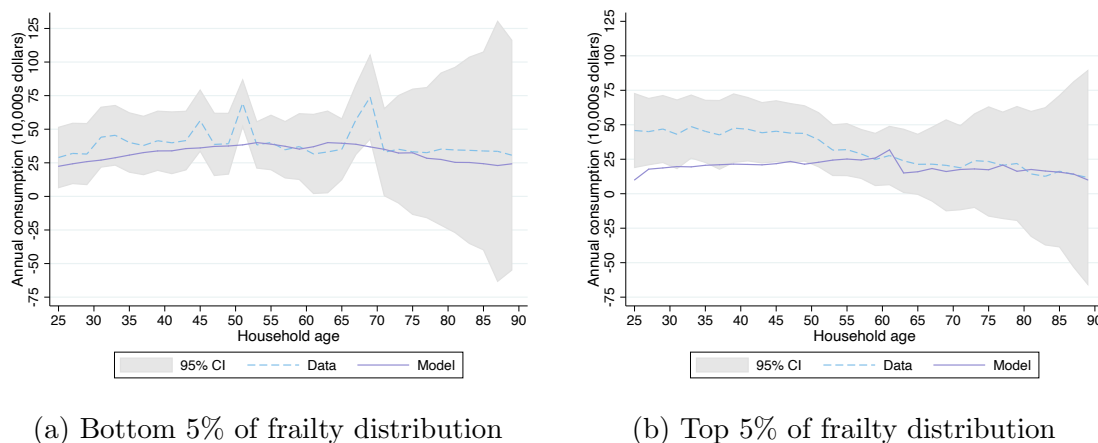 Annual consumption (10,000s dollars)
125
100
75
50
25
0
-25
-50
-75
25 30 35 40 45 50 55 60 65 70 75 80 85 90
Household age
95% CI Data Model
(a) Bottom 5% of frailty distribution
Annual consumption (10,000s dollars)
125
100
75
50
25
0
-25
-50
-75
25 30 35 40 45 50 55 60 65 70 75 80 85 90
Household age
95% CI Data Model
(b) Top 5% of frailty distribution